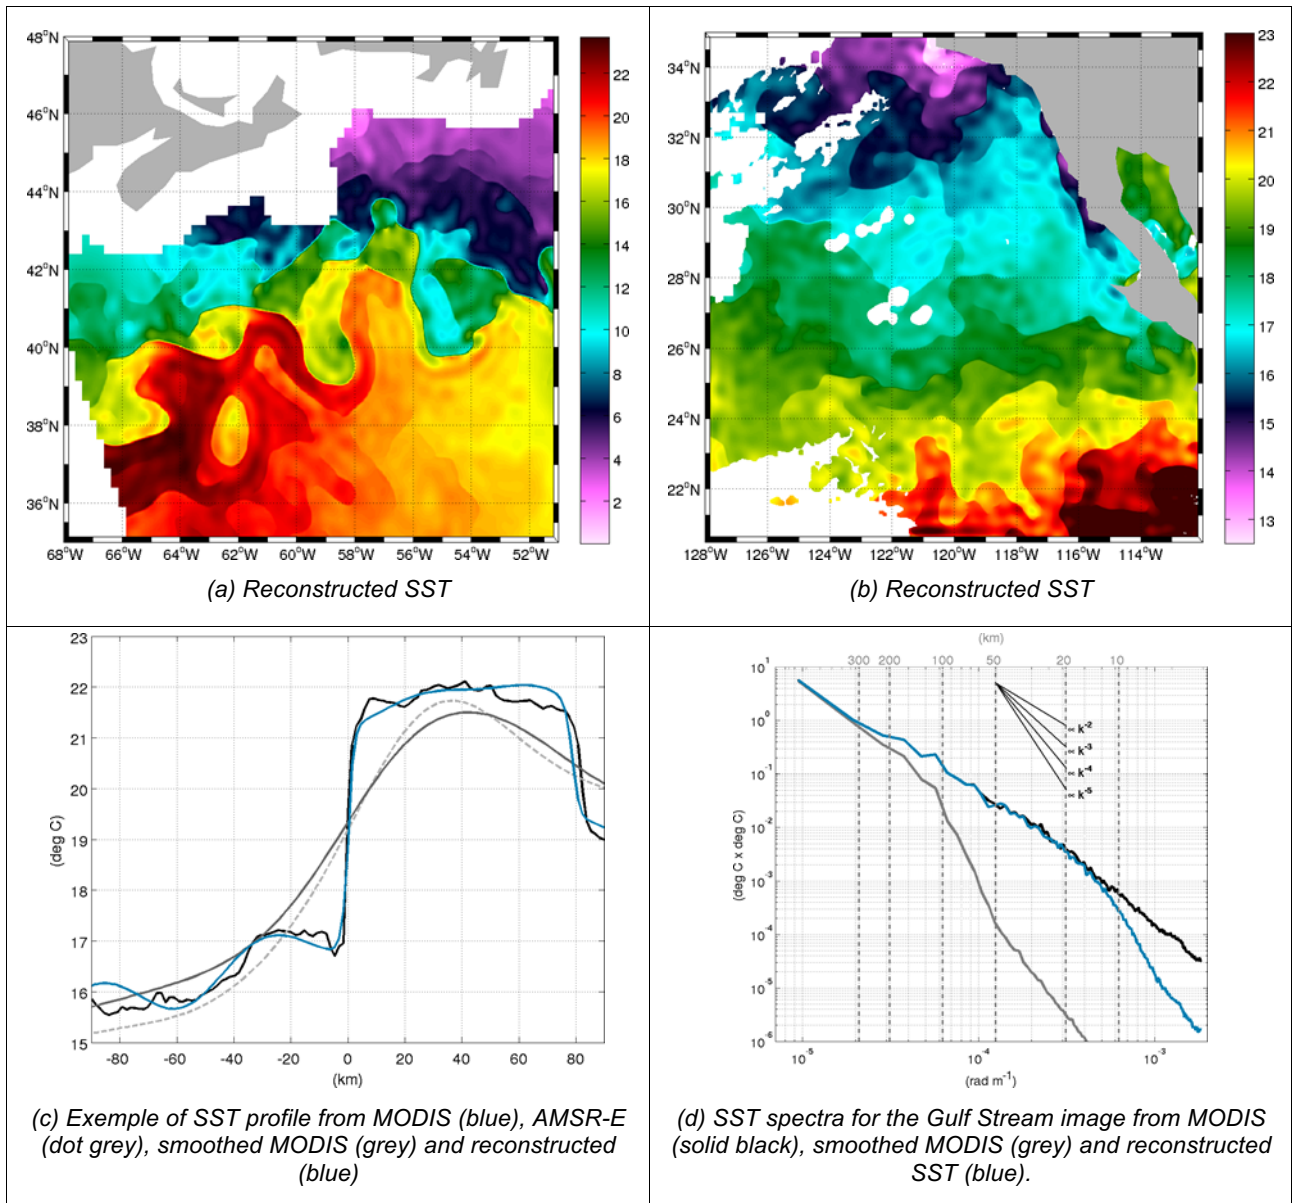 48°N
46°N
44°N
42°N
40°N
38°N
36°N
68°W 66°W 64°W 62°W 60°W 58°W 56°W 54°W 52°W
22
20
18
16
14
12
10
8
6
4
2
(a) Reconstructed SST
34°N
32°N
30°N
28°N
26°N
24°N
22°N
128°W 126°W 124°W 122°W 120°W 118°W 116°W 114°W
23
22
21
20
19
18
17
16
15
14
13
(b) Reconstructed SST
23
22
21
20
19
18
17
16
15
(deg C)
-80 -60 -40 -20 0 20 40 60 80
(km)
(c) Exemple of SST profile from MODIS (blue), AMSR-E
(dot grey), smoothed MODIS (grey) and reconstructed
(blue)
(km)
300 200 100 50 20 10
10^1
10^0
10^-1
10^-2
10^-3
10^-4
10^-5
10^-6
(deg C x deg C)
∝ k^-2
∝ k^-3
∝ k^-4
∝ k^-5
10^-5 10^-4 10^-3
(rad m^-1)
(d) SST spectra for the Gulf Stream image from MODIS
(solid black), smoothed MODIS (grey) and reconstructed
SST (blue).